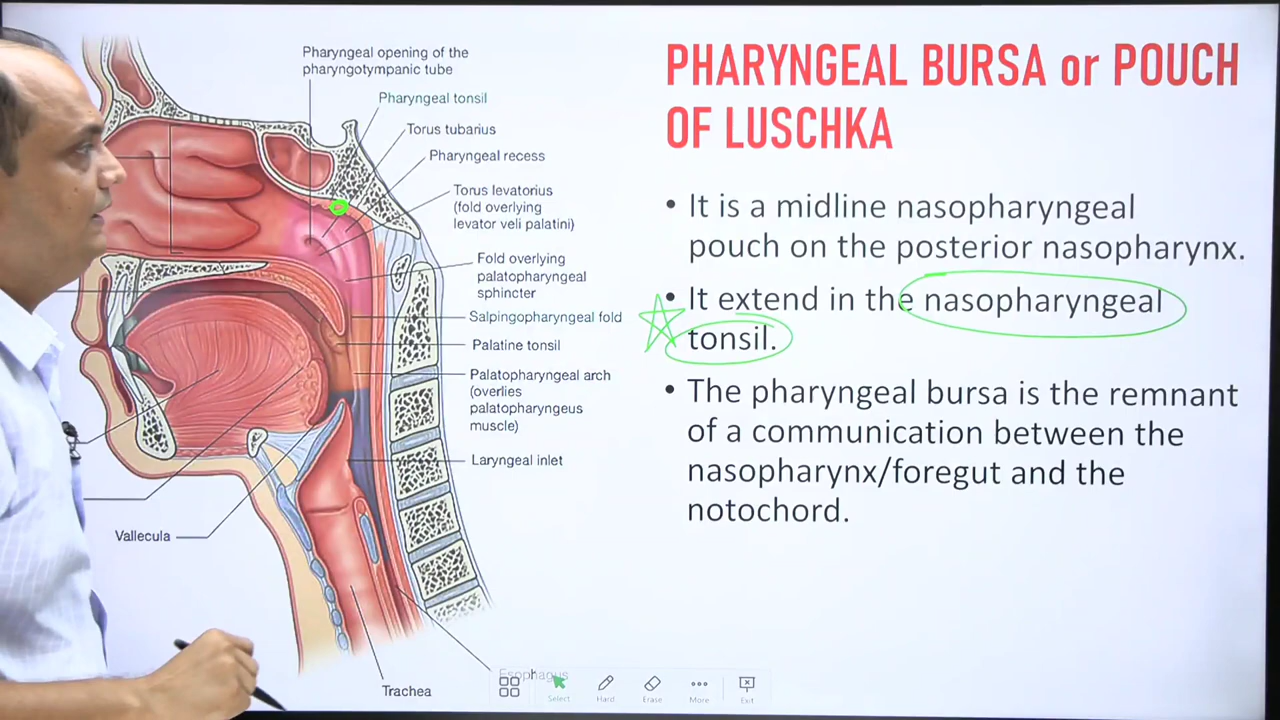 Pharyngeal opening of the
pharyngotympanic tube
Pharyngeal tonsil
Torus tubarius
Pharyngeal recess
Torus levatorius
(fold overlying
levator veli palatini)
Fold overlying
palatopharyngeal
sphincter
Salpingopharyngeal fold
Palatine tonsil
Palatopharyngeal arch
(overlies
palatopharyngeus
muscle)
Laryngeal inlet
Vallecula
Esophagus
Trachea
PHARYNGEAL BURSA or POUCH
OF LUSCHKA
• It is a midline nasopharyngeal
pouch on the posterior nasopharynx.
• It extend in the nasopharyngeal
tonsil.
• The pharyngeal bursa is the remnant
of a communication between the
nasopharynx/foregut and the
notochord.
Select Hard Erase More Exit